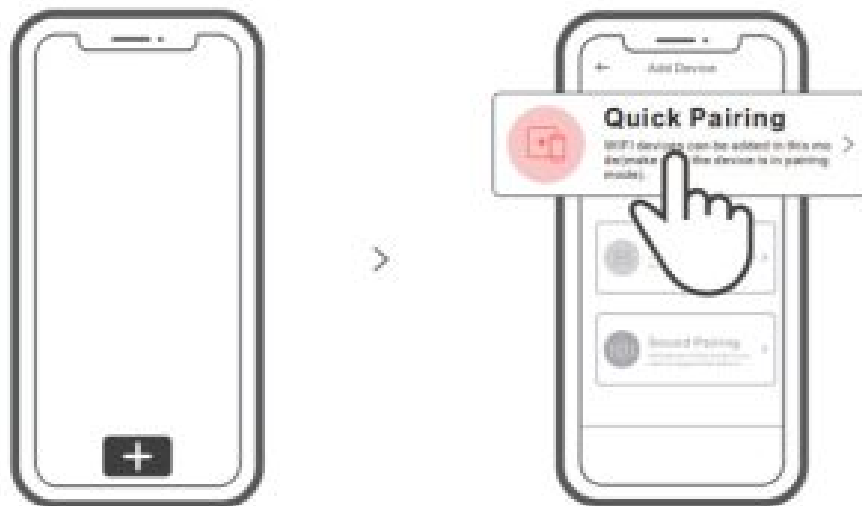 Add Device
Quick Pairing
WIFI devices can be added in this mo
de(make the device is in pairing
mode).
Sound Pairing